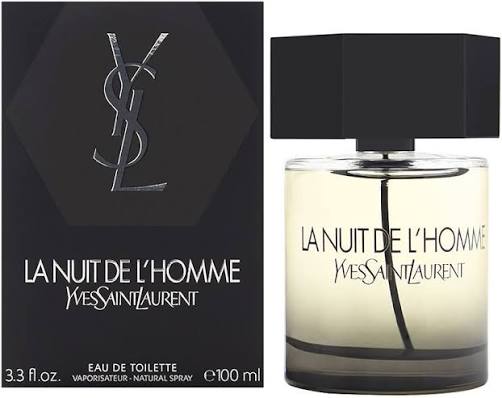 YSL
LA NUIT DE L'HOMME
YVESSAINTLAURENT
EAU DE TOILETTE
3.3 fl.oz. VAPORISATEUR - NATURAL SPRAY ℮100 ml
LA NUIT DE L'HOMME
YVESSAINTLAURENT